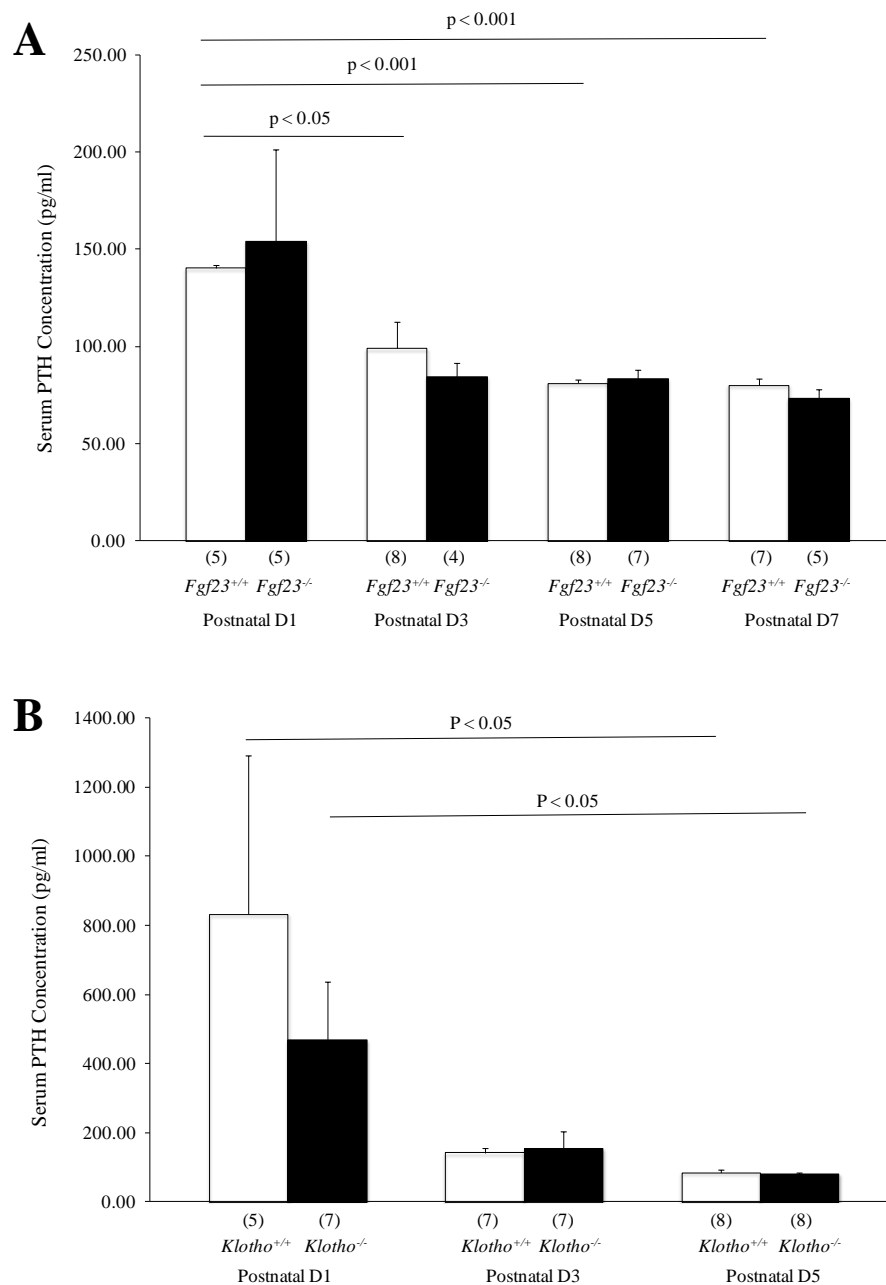 A
p < 0.001
250.00
p < 0.001
p < 0.05
200.00
150.00
100.00
50.00
0.00
Serum PTH Concentration (pg/ml)
(5) (5) (8) (4) (8) (7) (7) (5)
Fgf23+/+ Fgf23-/- Fgf23+/+ Fgf23-/- Fgf23+/+ Fgf23-/- Fgf23+/+ Fgf23-/-
Postnatal D1 Postnatal D3 Postnatal D5 Postnatal D7
B
1400.00
P < 0.05
1200.00
P < 0.05
1000.00
800.00
600.00
400.00
200.00
0.00
Serum PTH Concentration (pg/ml)
(5) (7) (7) (7) (8) (8)
Klotho+/+ Klotho-/- Klotho+/+ Klotho-/- Klotho+/+ Klotho-/-
Postnatal D1 Postnatal D3 Postnatal D5